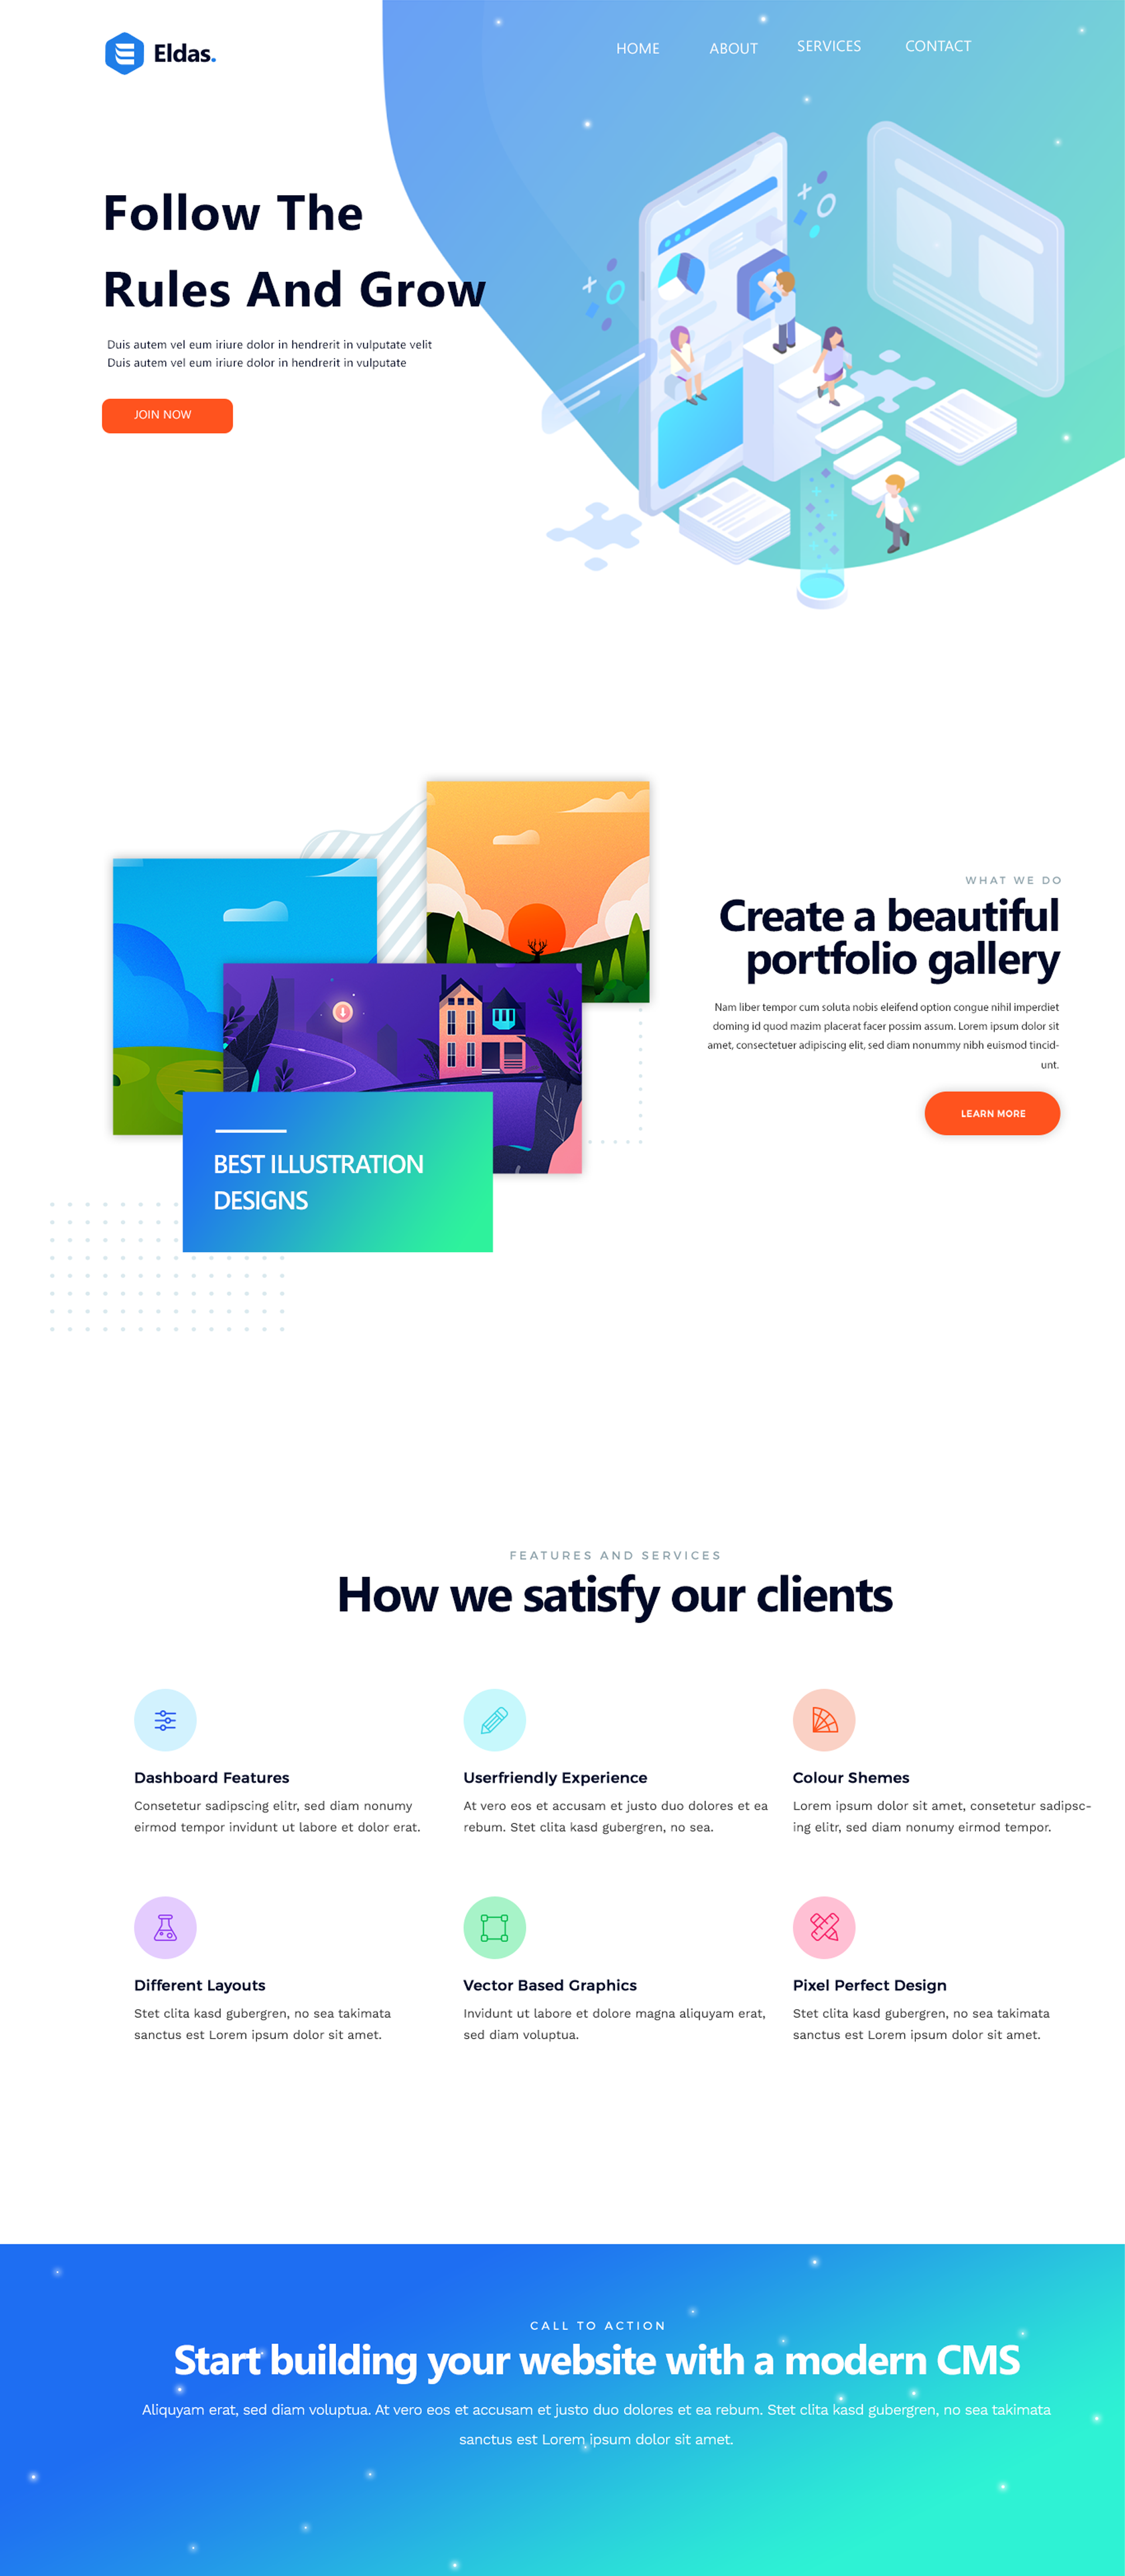 Eldas.
HOME ABOUT SERVICES CONTACT
Follow The
Rules And Grow
Duis autem vel eum iriure dolor in hendrerit in vulputate velit
Duis autem vel eum iriure dolor in hendrerit in vulputate
JOIN NOW
WHAT WE DO
Create a beautiful
portfolio gallery
Nam liber tempor cum soluta nobis eleifend option congue nihil imperdiet
doming id quod mazim placerat facer possim assum. Lorem ipsum dolor sit
amet, consectetuer adipiscing elit, sed diam nonummy nibh euismod tincid-
unt.
LEARN MORE
BEST ILLUSTRATION
DESIGNS
FEATURES AND SERVICES
How we satisfy our clients
Dashboard Features
Consetetur sadipscing elitr, sed diam nonumy
eirmod tempor invidunt ut labore et dolor erat.
Userfriendly Experience
At vero eos et accusam et justo duo dolores et ea
rebum. Stet clita kasd gubergren, no sea.
Colour Shemes
Lorem ipsum dolor sit amet, consetetur sadipsc-
ing elitr, sed diam nonumy eirmod tempor.
Different Layouts
Stet clita kasd gubergren, no sea takimata
sanctus est Lorem ipsum dolor sit amet.
Vector Based Graphics
Invidunt ut labore et dolore magna aliquyam erat,
sed diam voluptua.
Pixel Perfect Design
Stet clita kasd gubergren, no sea takimata
sanctus est Lorem ipsum dolor sit amet.
CALL TO ACTION
Start building your website with a modern CMS
Aliquyam erat, sed diam voluptua. At vero eos et accusam et justo duo dolores et ea rebum. Stet clita kasd gubergren, no sea takimata
sanctus est Lorem ipsum dolor sit amet.